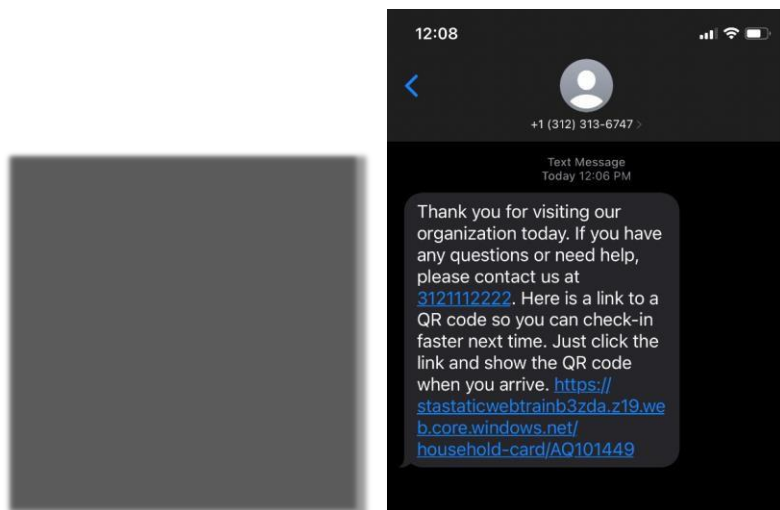 12:08
+1 (312) 313-6747
Text Message
Today 12:06 PM
Thank you for visiting our
organization today. If you have
any questions or need help,
please contact us at
3121112222. Here is a link to a
QR code so you can check-in
faster next time. Just click the
link and show the QR code
when you arrive. https://
stastaticwebtrainb3zda.z19.we
b.core.windows.net/
household-card/AQ101449